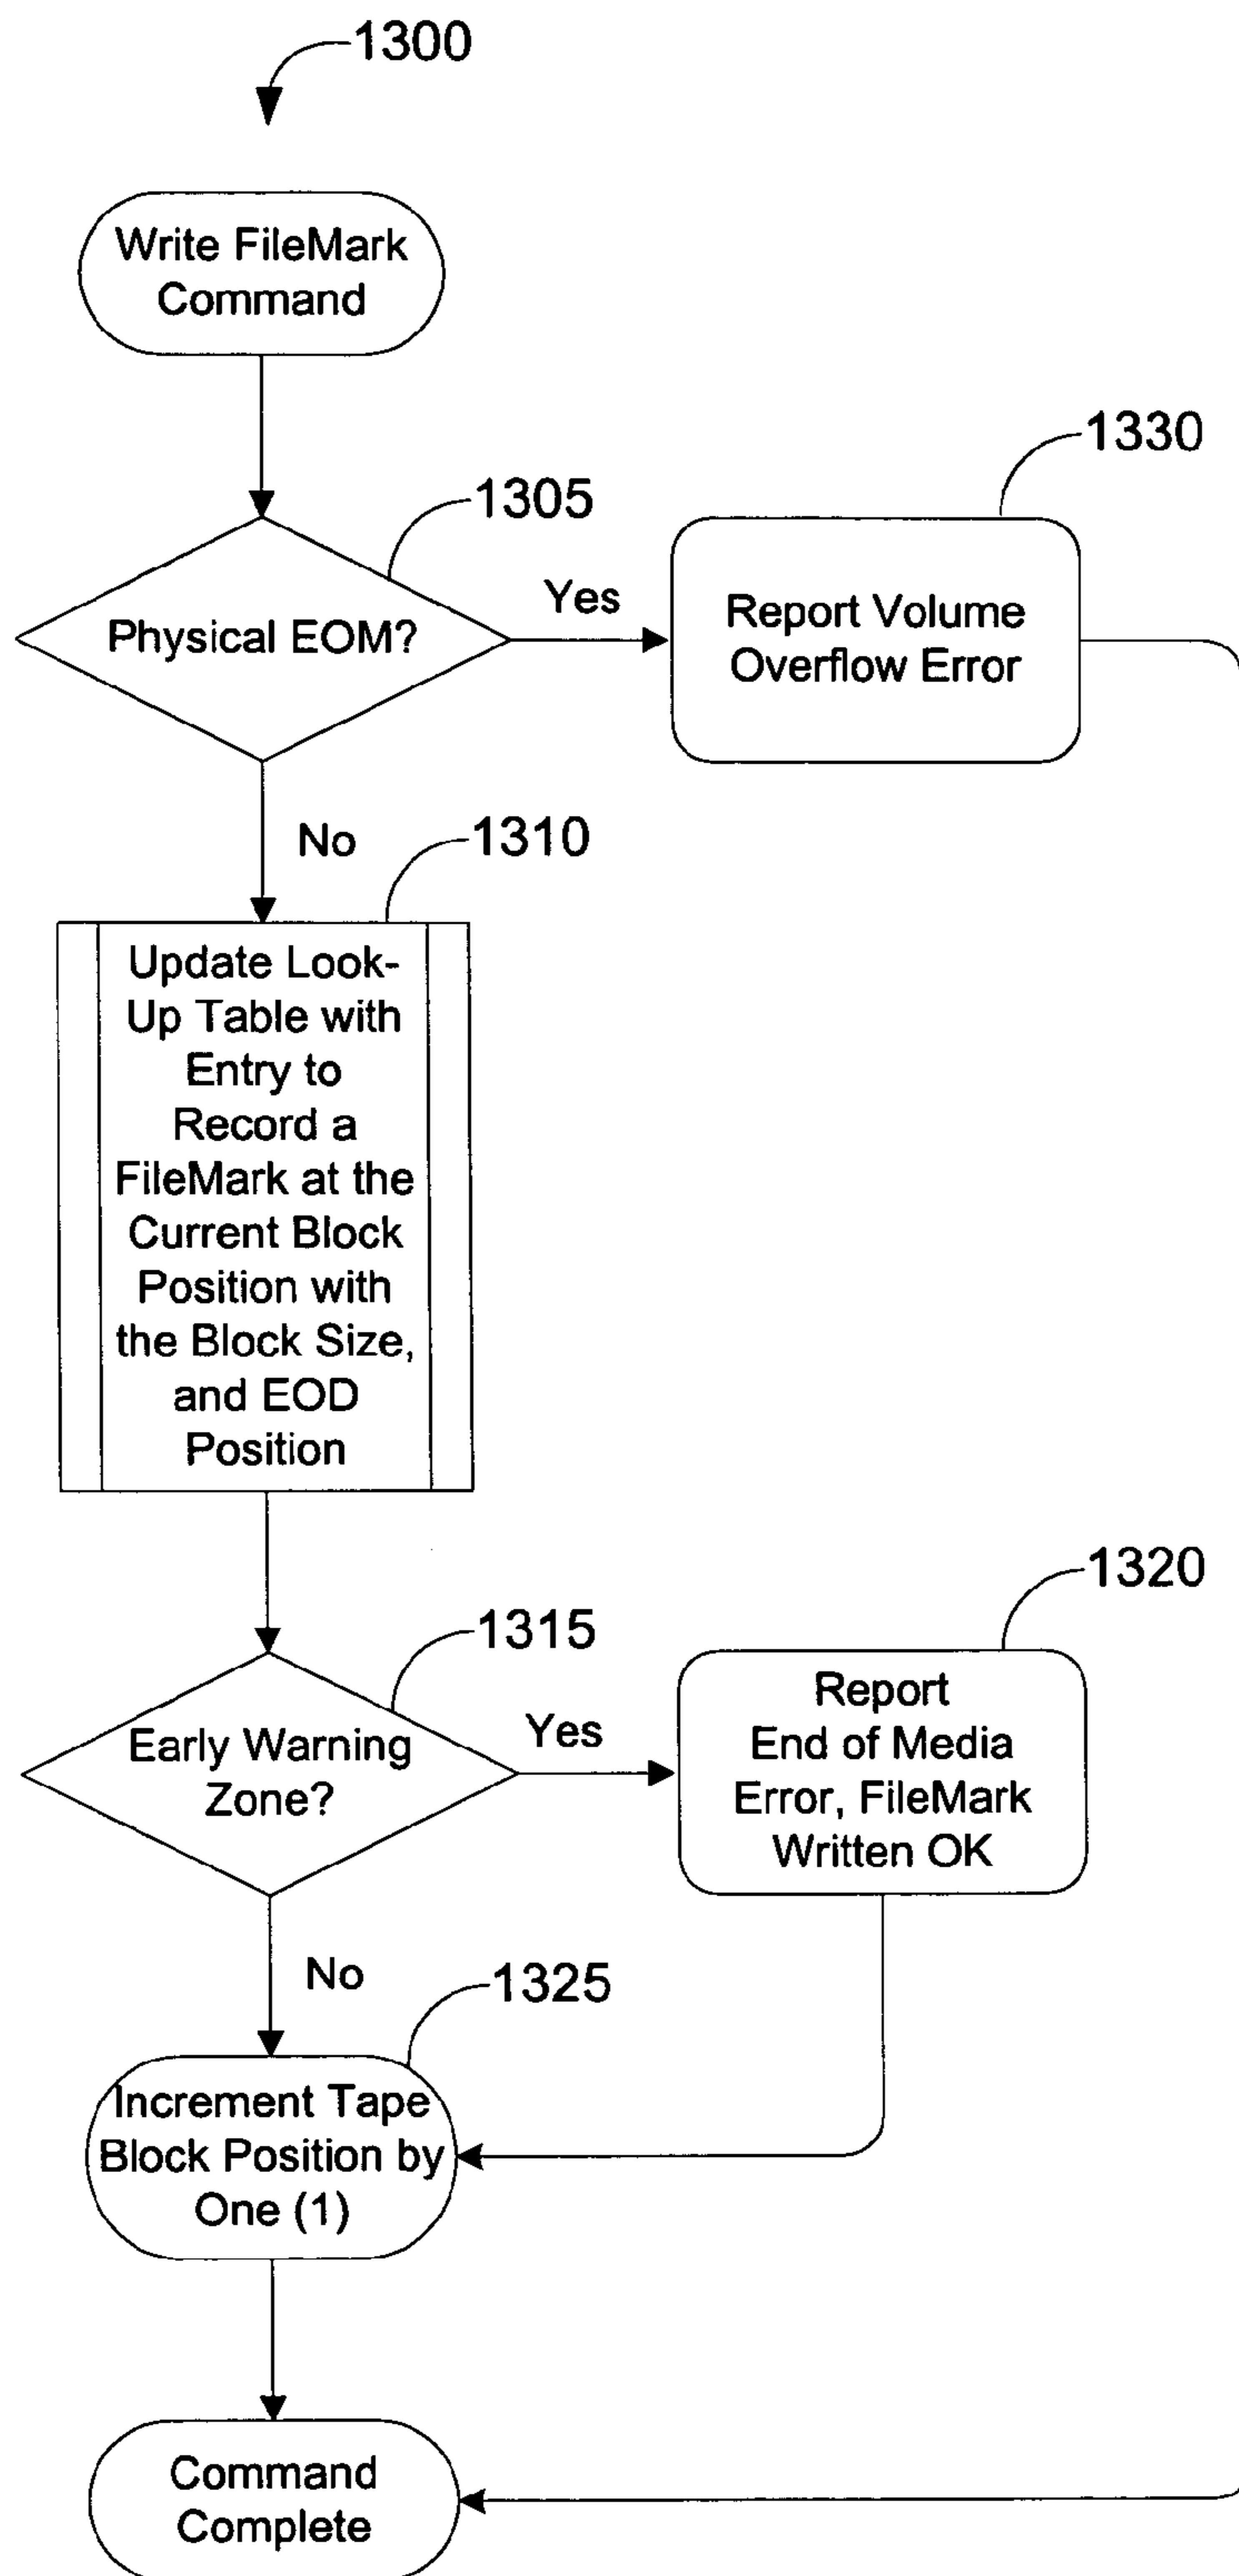 1300
Write FileMark
Command
1330
1305
Physical EOM?
Yes
Report Volume
Overflow Error
No
1310
Update Look-
Up Table with
Entry to
Record a
FileMark at the
Current Block
Position with
the Block Size,
and EOD
Position
1320
1315
Early Warning
Zone?
Yes
Report
End of Media
Error, FileMark
Written OK
No
1325
Increment Tape
Block Position by
One (1)
Command
Complete